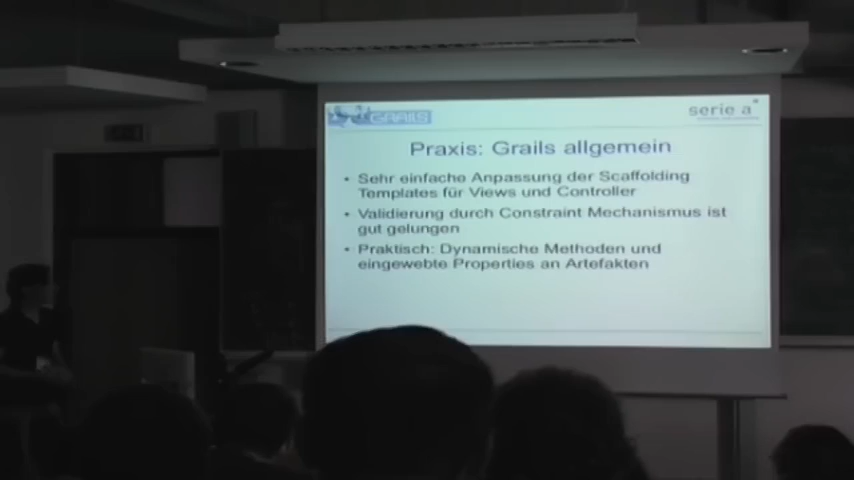 GRAILS
serie a
Praxis: Grails allgemein
• Sehr einfache Anpassung der Scaffolding
Templates für Views und Controller
• Validierung durch Constraint Mechanismus ist
gut gelungen
• Praktisch: Dynamische Methoden und
eingewebte Properties an Artefakten